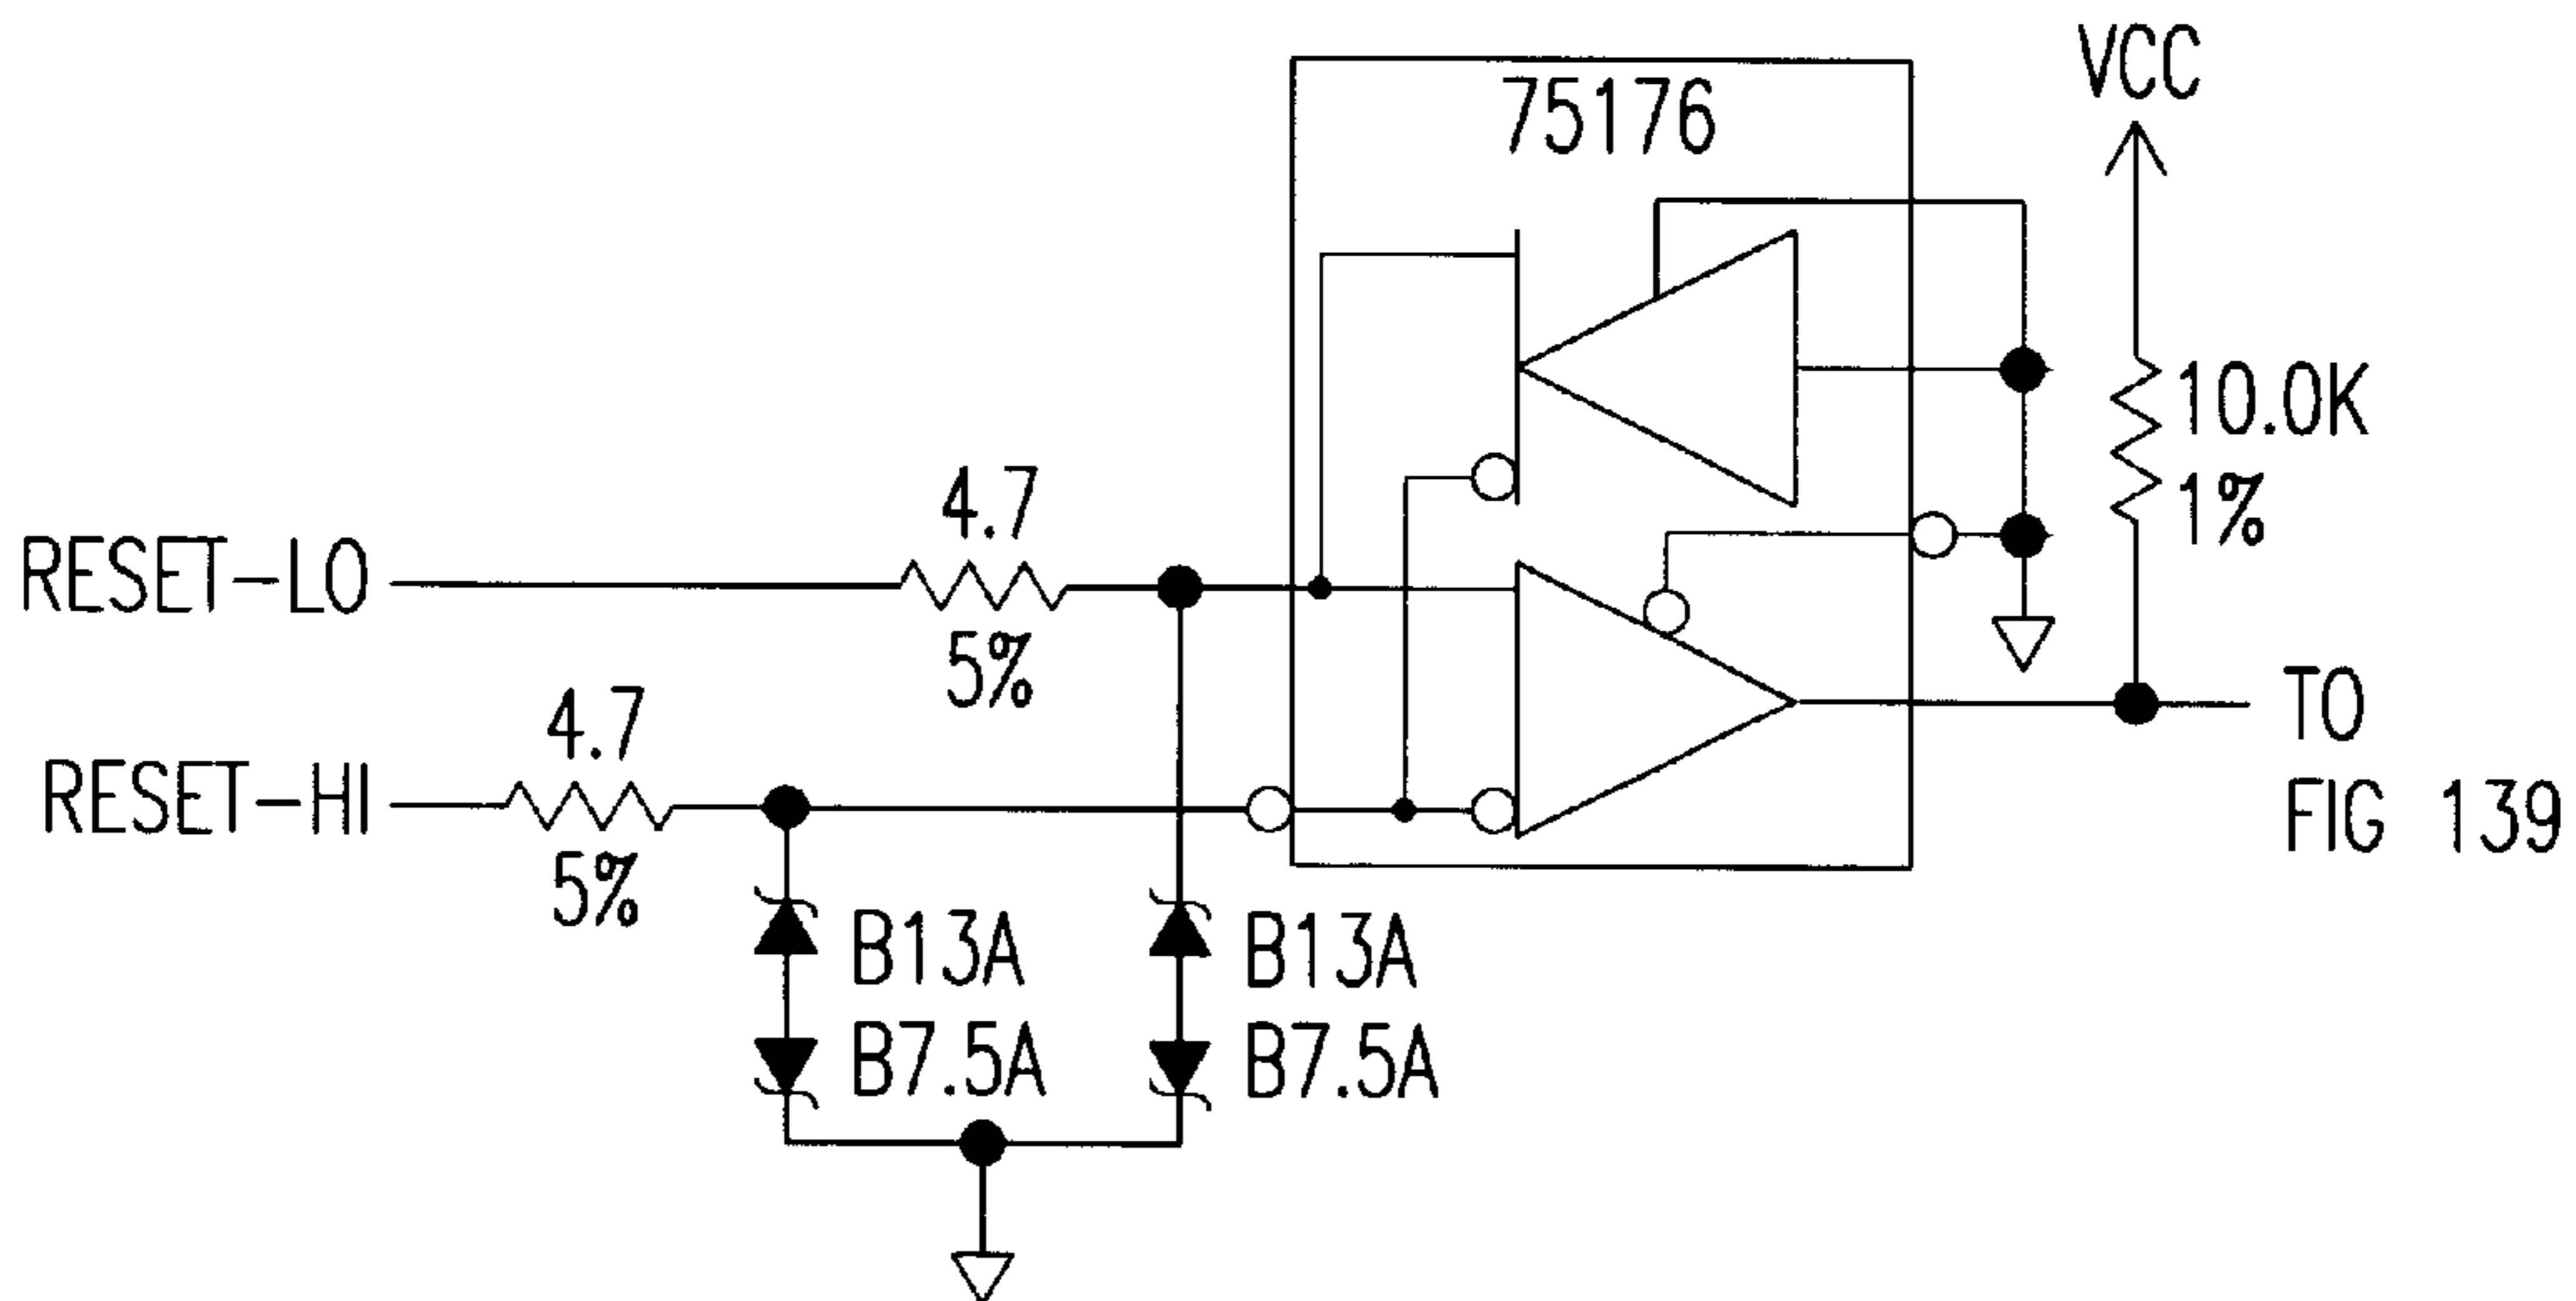 75176
VCC
10.0K
1%
4.7
5%
RESET-LO
4.7
5%
RESET-HI
B13A
B7.5A
B13A
B7.5A
TO
FIG 139